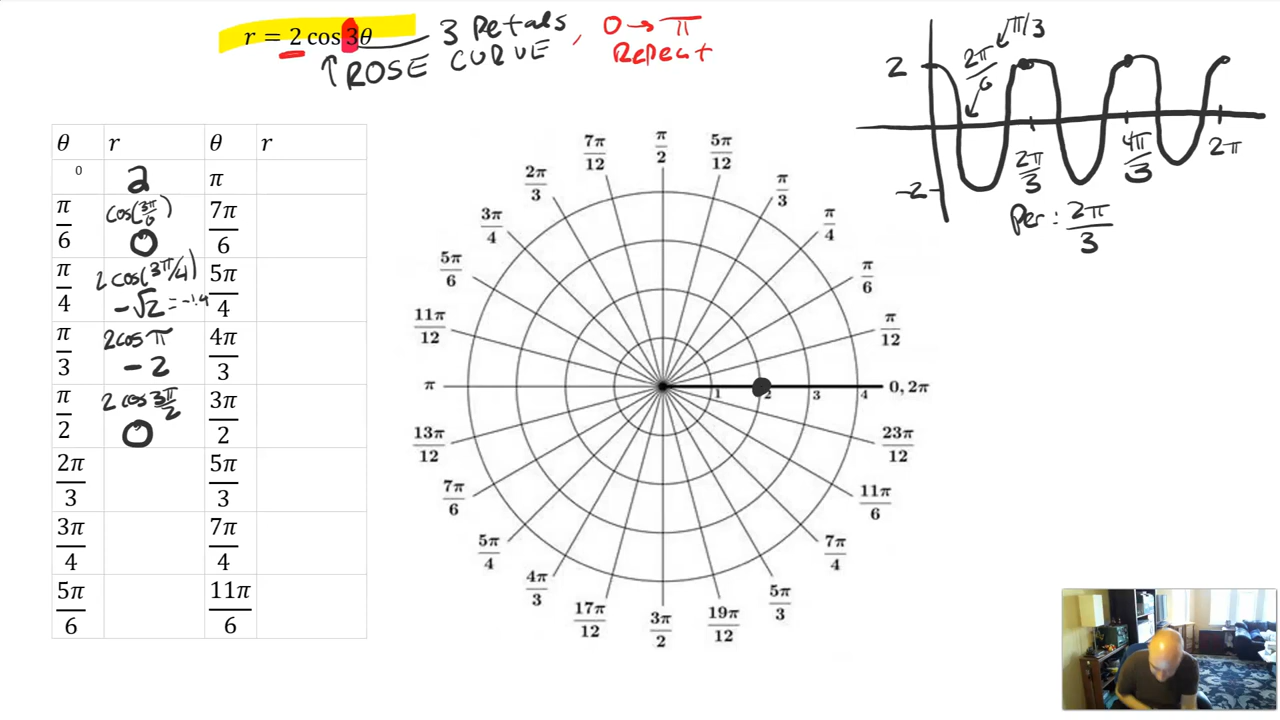 r = 2 cos 3θ
3 Petals
↑ ROSE CURVE
, 0 → π
Repeat
θ r θ r
0 2 π
π/6 cos(3π/6) 0 7π/6
π/4 2 cos(3π/4) -√2 = -1.4 5π/4
π/3 2cos π -2 4π/3
π/2 2 cos 3π/2 0 3π/2
2π/3 5π/3
3π/4 7π/4
5π/6 11π/6
π/2
7π/12 5π/12
2π/3 π/3
3π/4 π/4
5π/6 π/6
11π/12 π/12
π 1 2 3 4 0, 2π
13π/12 23π/12
7π/6 11π/6
5π/4 7π/4
4π/3 5π/3
17π/12 19π/12
3π/2
π/3
2π/6
2
2π/3 4π/3 2π
-2
Per: 2π/3